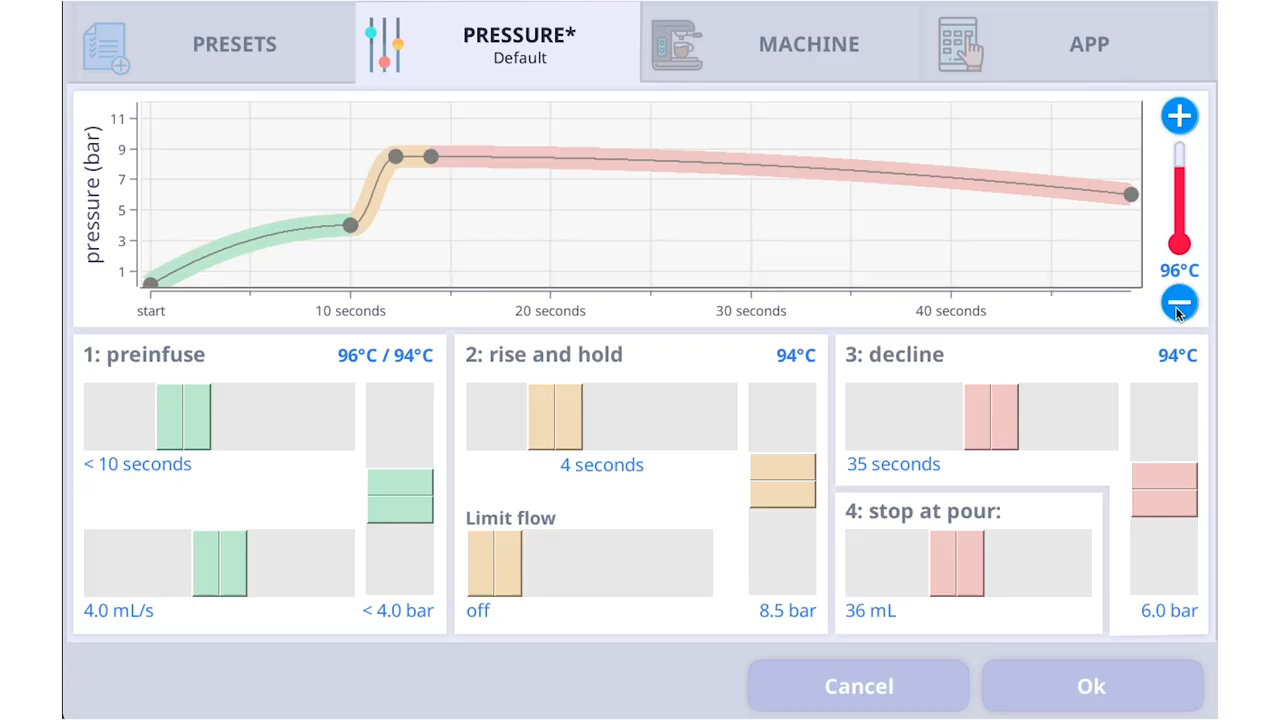 PRESETS
PRESSURE*
Default
MACHINE
APP
pressure (bar)
11
9
7
5
3
1
start
10 seconds
20 seconds
30 seconds
40 seconds
96°C
1: preinfuse
96°C / 94°C
< 10 seconds
4.0 mL/s
< 4.0 bar
2: rise and hold
94°C
4 seconds
Limit flow
off
8.5 bar
3: decline
94°C
35 seconds
4: stop at pour:
36 mL
6.0 bar
Cancel
Ok